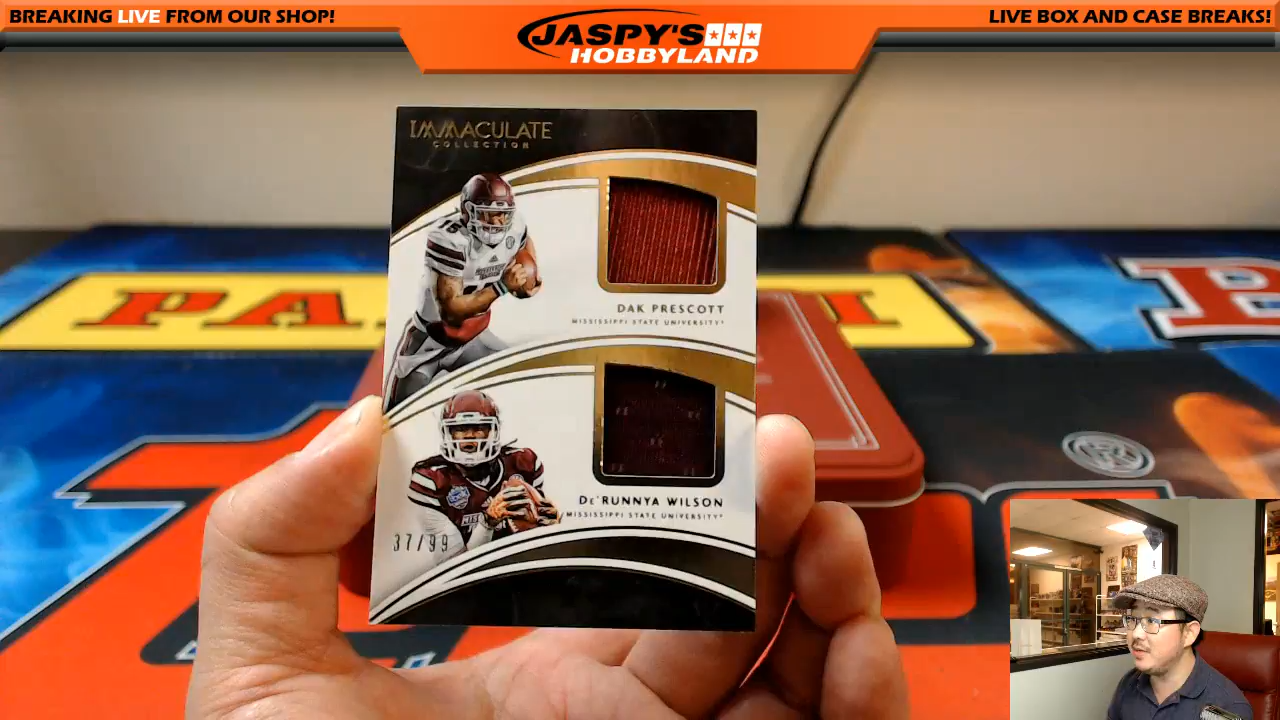 BREAKING LIVE FROM OUR SHOP!
JASPY'S
HOBBYLAND
LIVE BOX AND CASE BREAKS!
IMMACULATE
COLLECTION
15
DAK PRESCOTT
MISSISSIPPI STATE UNIVERSITY
DE'RUNNYA WILSON
MISSISSIPPI STATE UNIVERSITY
37/99